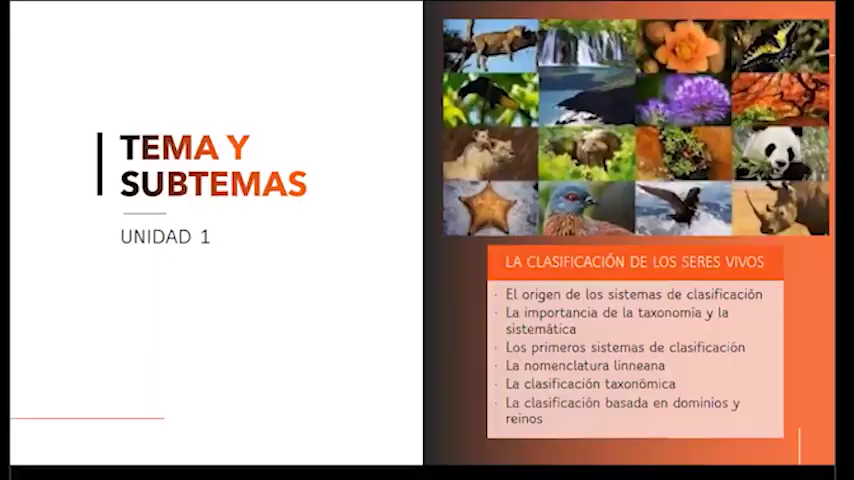 TEMA Y
SUBTEMAS
UNIDAD 1
LA CLASIFICACIÓN DE LOS SERES VIVOS
· El origen de los sistemas de clasificación
· La importancia de la taxonomía y la
sistemática
· Los primeros sistemas de clasificación
· La nomenclatura linneana
· La clasificación taxonómica
· La clasificación basada en dominios y
reinos